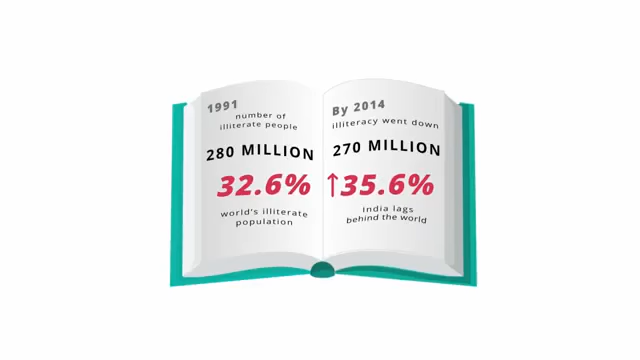 1991
number of
illiterate people
280 MILLION
32.6%
world's illiterate
population
By 2014
illiteracy went down
270 MILLION
↑35.6%
India lags
behind the world